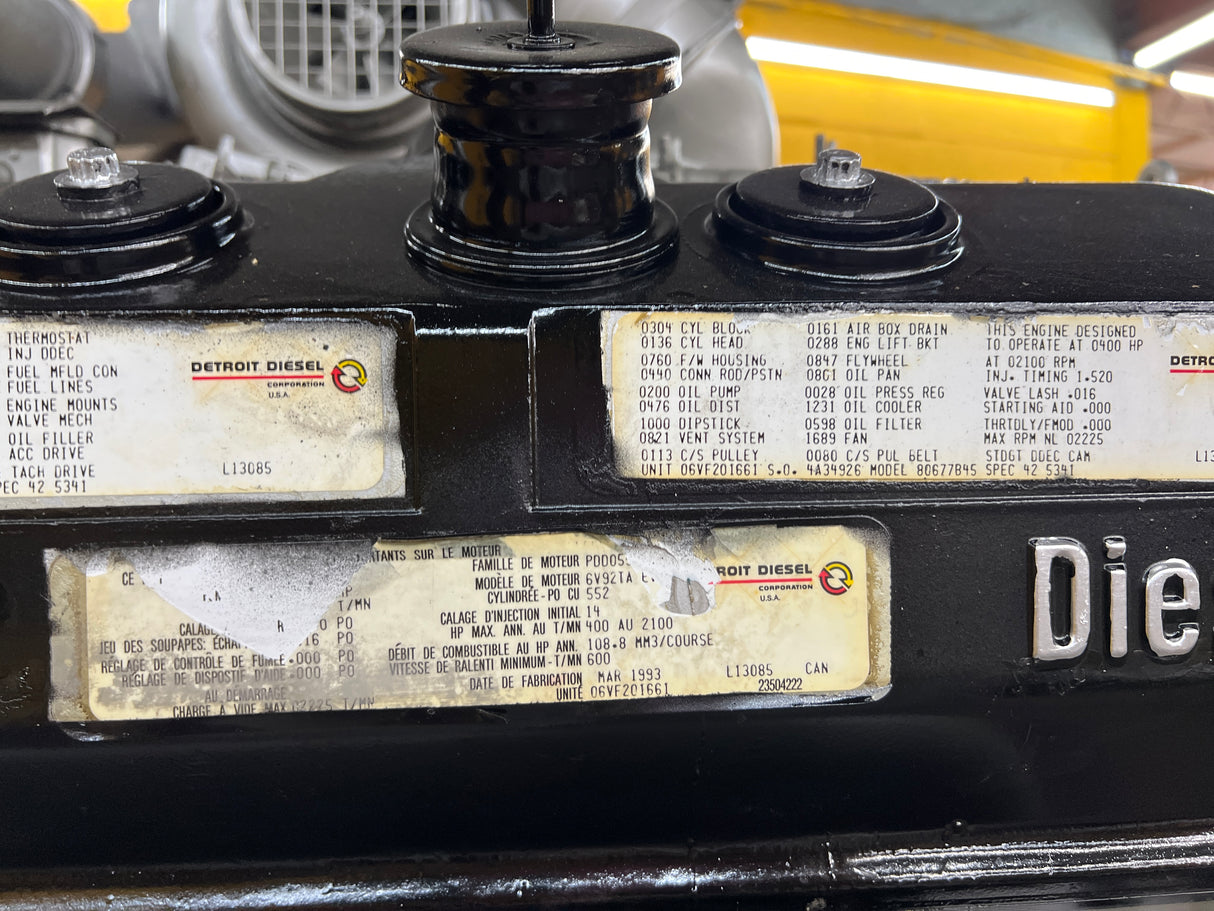 THERMOSTAT
INJ DDEC
FUEL MFLD CON
FUEL LINES
ENGINE MOUNTS
VALVE MECH
OIL FILLER
ACC DRIVE
TACH DRIVE L13085
42 5341
DETROIT DIESEL
CORPORATION
U.S.A.
0304 CYL 0161 AIR BOX DRAIN THIS ENGINE DESIGNED
0136 CYL HEAD 0288 ENG LIFT BKT TO OPERATE AT 0400 HP
0760 F/W HOUSING 0847 FLYWHEEL AT 02100 RPM
0440 CONN ROD/PSTN 0861 OIL PAN INJ. TIMING 1.520
0200 OIL PUMP 0028 OIL PRESS REG VALVE LASH .016
0476 OIL DIST 1231 OIL COOLER STARTING AID .000
1000 DIPSTICK 0598 OIL FILTER THRTDLY/FMOD .000
0821 VENT SYSTEM 1689 FAN MAX RPM NL 02225
0113 C/S PULLEY 0080 C/S PUL BELT STDGT DDEC CAM
UNIT 06VF201661 S.O. 4A34926 MODEL 80677B45 SPEC 42 5341
SUR LE MOTEUR
CE
FAMILLE DE MOTEUR
MODÈLE DE MOTEUR 6V92TA
T/MN CYLINDRÉE-PO CU 552
PO CALAGE D'INJECTION INITIAL 14
JEU DES SOUPAPES: 16 PO HP MAX. ANN. AU T/MN 400 AU 2100
RÉGLAGE DE CONTRÔLE DE FUMÉE .000 PO DÉBIT DE COMBUSTIBLE AU HP ANN. 108.8 MM3/COURSE
RÉGLAGE DE DISPOSTIF D'AIDE .000 PO VITESSE DE RALENTI MINIMUM-T/MN 600
AU DÉMARRAGE DATE DE FABRICATION MAR 1993
CHARGE À VIDE MAX T/MN UNITÉ 06VF201661
DIESEL
CORPORATION
U.S.A.
L13085 CAN
23504222
Die